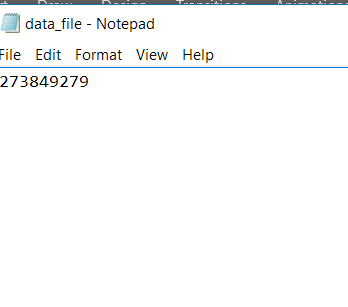 data_file - Notepad
File Edit Format View Help
273849279